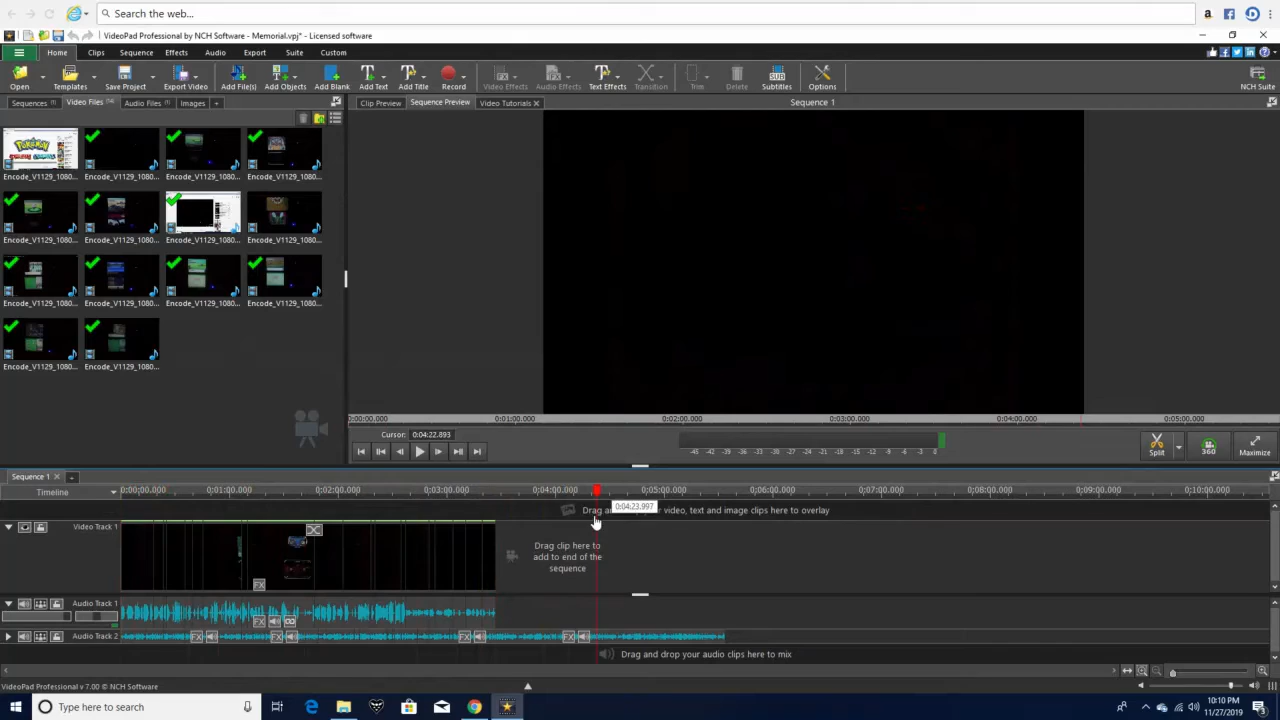 Search the web...
VideoPad Professional by NCH Software - Memorial.vpj* - Licensed software
Home Clips Sequence Effects Audio Export Suite Custom
Open Templates Save Project Export Video Add File(s) Add Objects Add Blank Add Text Add Title Record Video Effects Audio Effects Text Effects Transition Trim Delete Subtitles Options NCH Suite
Sequences (1) Video Files (14) Audio Files (1) Images +
Clip Preview Sequence Preview Video Tutorials
Sequence 1
Encode_V1129_1080... Encode_V1129_1080... Encode_V1129_1080... Encode_V1129_1080...
Encode_V1129_1080... Encode_V1129_1080... Encode_V1129_1080... Encode_V1129_1080...
Encode_V1129_1080... Encode_V1129_1080... Encode_V1129_1080... Encode_V1129_1080...
Encode_V1129_1080... Encode_V1129_1080...
0:00:00.000 0:01:00.000 0:02:00.000 0:03:00.000 0:04:00.000 0:05:00.000
Cursor: 0:04:22.893
-45 -42 -39 -36 -33 -30 -27 -24 -21 -18 -15 -12 -9 -6 -3 0
Split 360 Maximize
Sequence 1
Timeline
0:00:00.000 0:01:00.000 0:02:00.000 0:03:00.000 0:04:00.000 0:05:00.000 0:06:00.000 0:07:00.000 0:08:00.000 0:09:00.000 0:10:00.000
0:04:23.997
video, text and image clips here to overlay
Video Track 1
Drag clip here to
add to end of the
sequence
FX
Audio Track 1
FX
Audio Track 2
FX FX FX FX
Drag and drop your audio clips here to mix
VideoPad Professional v 7.00 © NCH Software
Type here to search
10:10 PM
11/27/2019